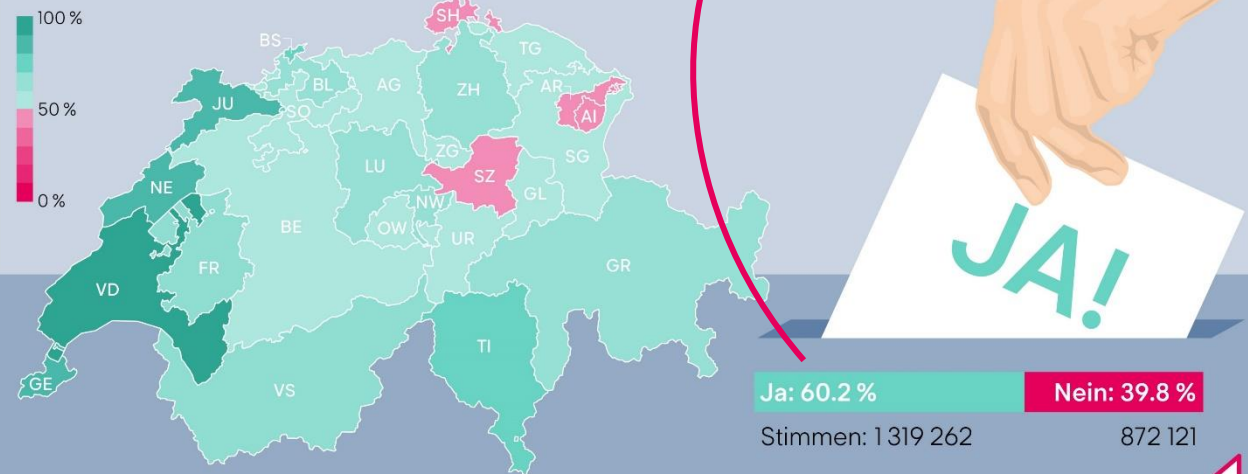 100 %
50 %
0 %
SH
BS
TG
BL
AG
ZH
AR
JU
SO
AI
ZG
SG
LU
SZ
NE
GL
NW
BE
OW
UR
FR
GR
VD
TI
GE
VS
JA!
Ja: 60.2 %
Nein: 39.8 %
Stimmen: 1 319 262
872 121